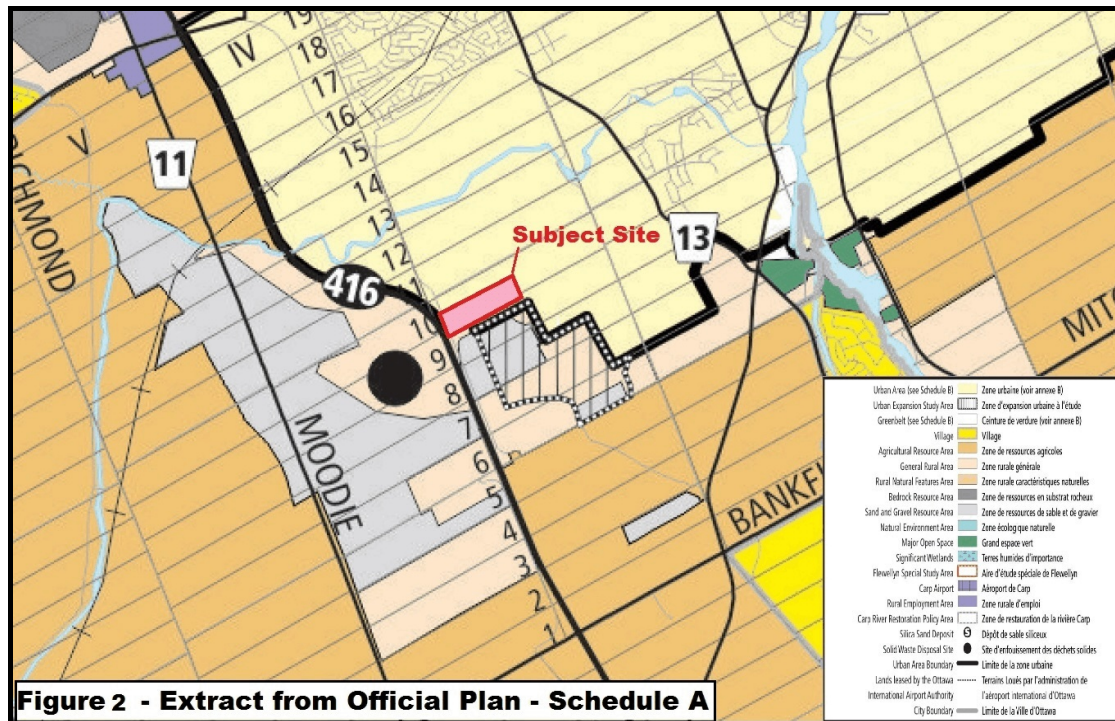 19
18
17
16
15
14
13
12
11
10
9
8
7
6
5
4
3
2
1
IV
V
11
416
13
MOODIE
Subject Site
Urban Area (see Schedule B) Zone urbaine (voir annexe B)
Urban Expansion Study Area Zone d'expansion urbaine à l'étude
Greenbelt (see Schedule B) Ceinture de verdure (voir annexe B)
Village Village
Agricultural Resource Area Zone de ressources agricoles
General Rural Area Zone rurale générale
Rural Natural Features Area Zone rurale caractéristiques naturelles
Bedrock Resource Area Zone de ressources en substrat rocheux
Sand and Gravel Resource Area Zone de ressources de sable et de gravier
Natural Environment Area Zone écologique naturelle
Major Open Space Grand espace vert
Significant Wetlands Terres humides d'importance
Flewellyn Special Study Area Aire d'étude spéciale de Flewellyn
Carp Airport Aéroport de Carp
Rural Employment Area Zone rurale d'emploi
Carp River Restoration Policy Area Zone de restauration de la rivière Carp
Silica Sand Deposit S Dépôt de sable siliceux
Solid Waste Disposal Site Site d'enfouissement des déchets solides
Urban Area Boundary Limite de la zone urbaine
Lands leased by the Ottawa Terrains Loués par l'administration de
International Airport Authority l'aéroport international d'Ottawa
City Boundary Limite de la Ville d'Ottawa
Figure 2 - Extract from Official Plan - Schedule A